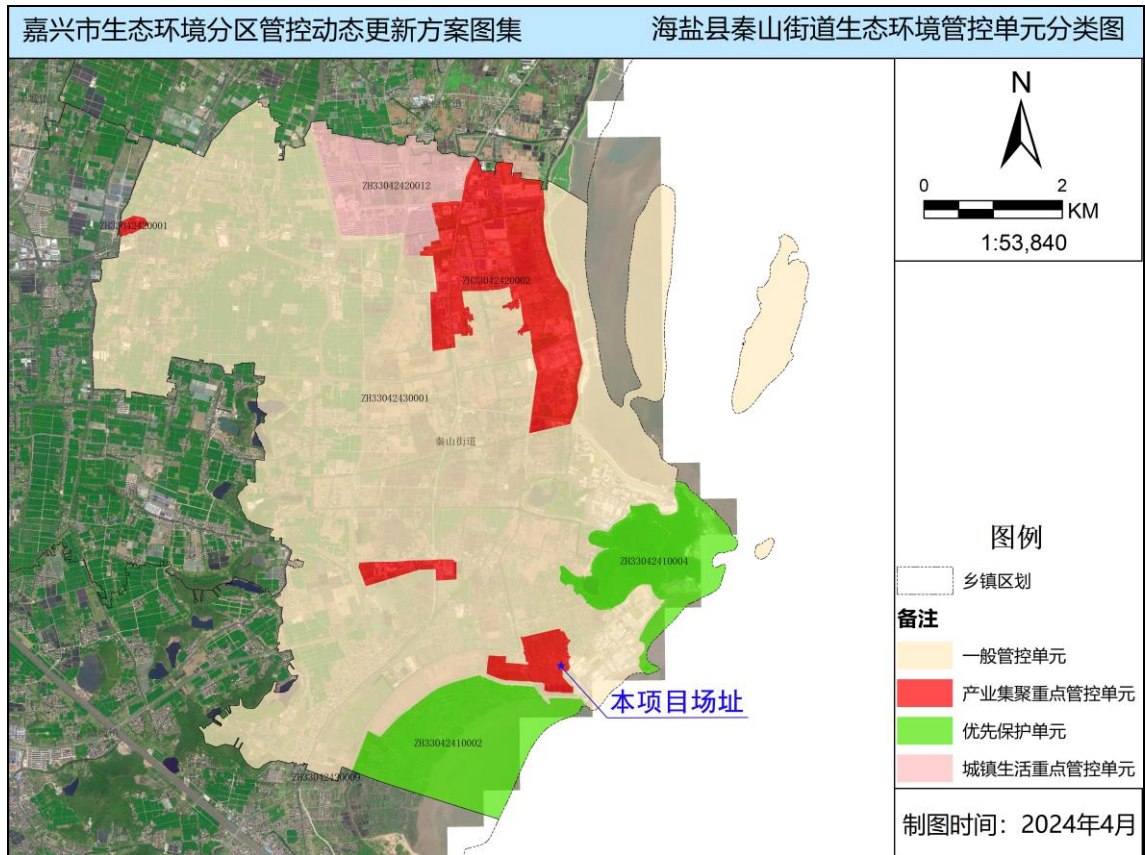 嘉兴市生态环境分区管控动态更新方案图集
海盐县秦山街道生态环境管控单元分类图
N
0 2
KM
1:53,840
ZH33042420012
ZH33042420001
ZH33042420002
ZH33042430001
秦山街道
ZH33042410004
本项目场址
ZH33042410002
ZH33042420009
图例
乡镇区划
备注
一般管控单元
产业集聚重点管控单元
优先保护单元
城镇生活重点管控单元
制图时间：2024年4月